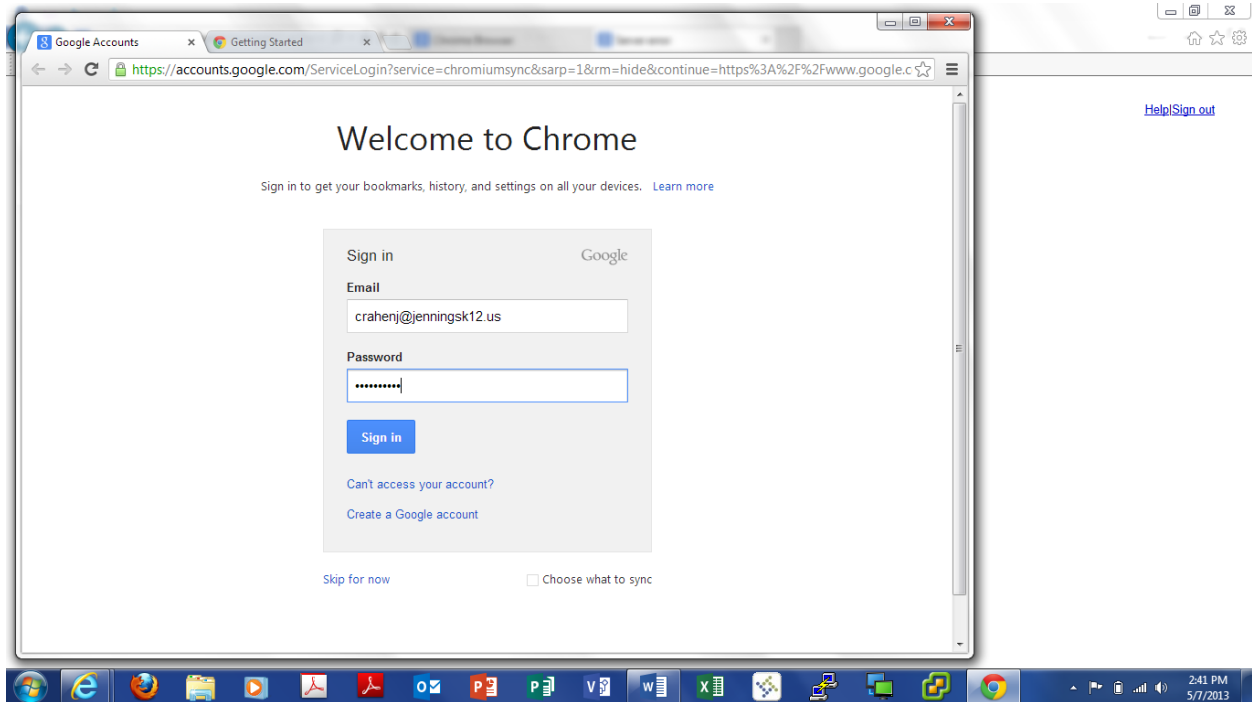 Google Accounts
Getting Started
https://accounts.google.com/ServiceLogin?service=chromiumsync&sarp=1&rm=hide&continue=https%3A%2F%2Fwww.google.c
Help|Sign out
Welcome to Chrome
Sign in to get your bookmarks, history, and settings on all your devices. Learn more
Sign in Google
Email
crahenj@jenningsk12.us
Password
••••••••••
Sign in
Can't access your account?
Create a Google account
Skip for now Choose what to sync
2:41 PM
5/7/2013